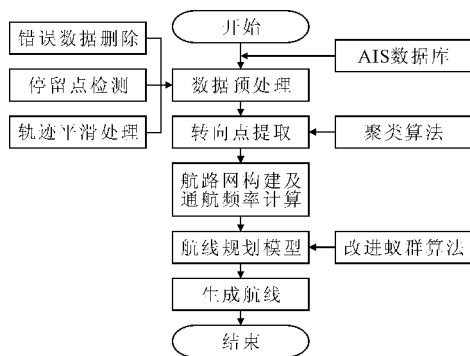 开始
错误数据删除
AIS数据库
停留点检测
数据预处理
轨迹平滑处理
转向点提取
聚类算法
航路网构建及
通航频率计算
航线规划模型
改进蚁群算法
生成航线
结束